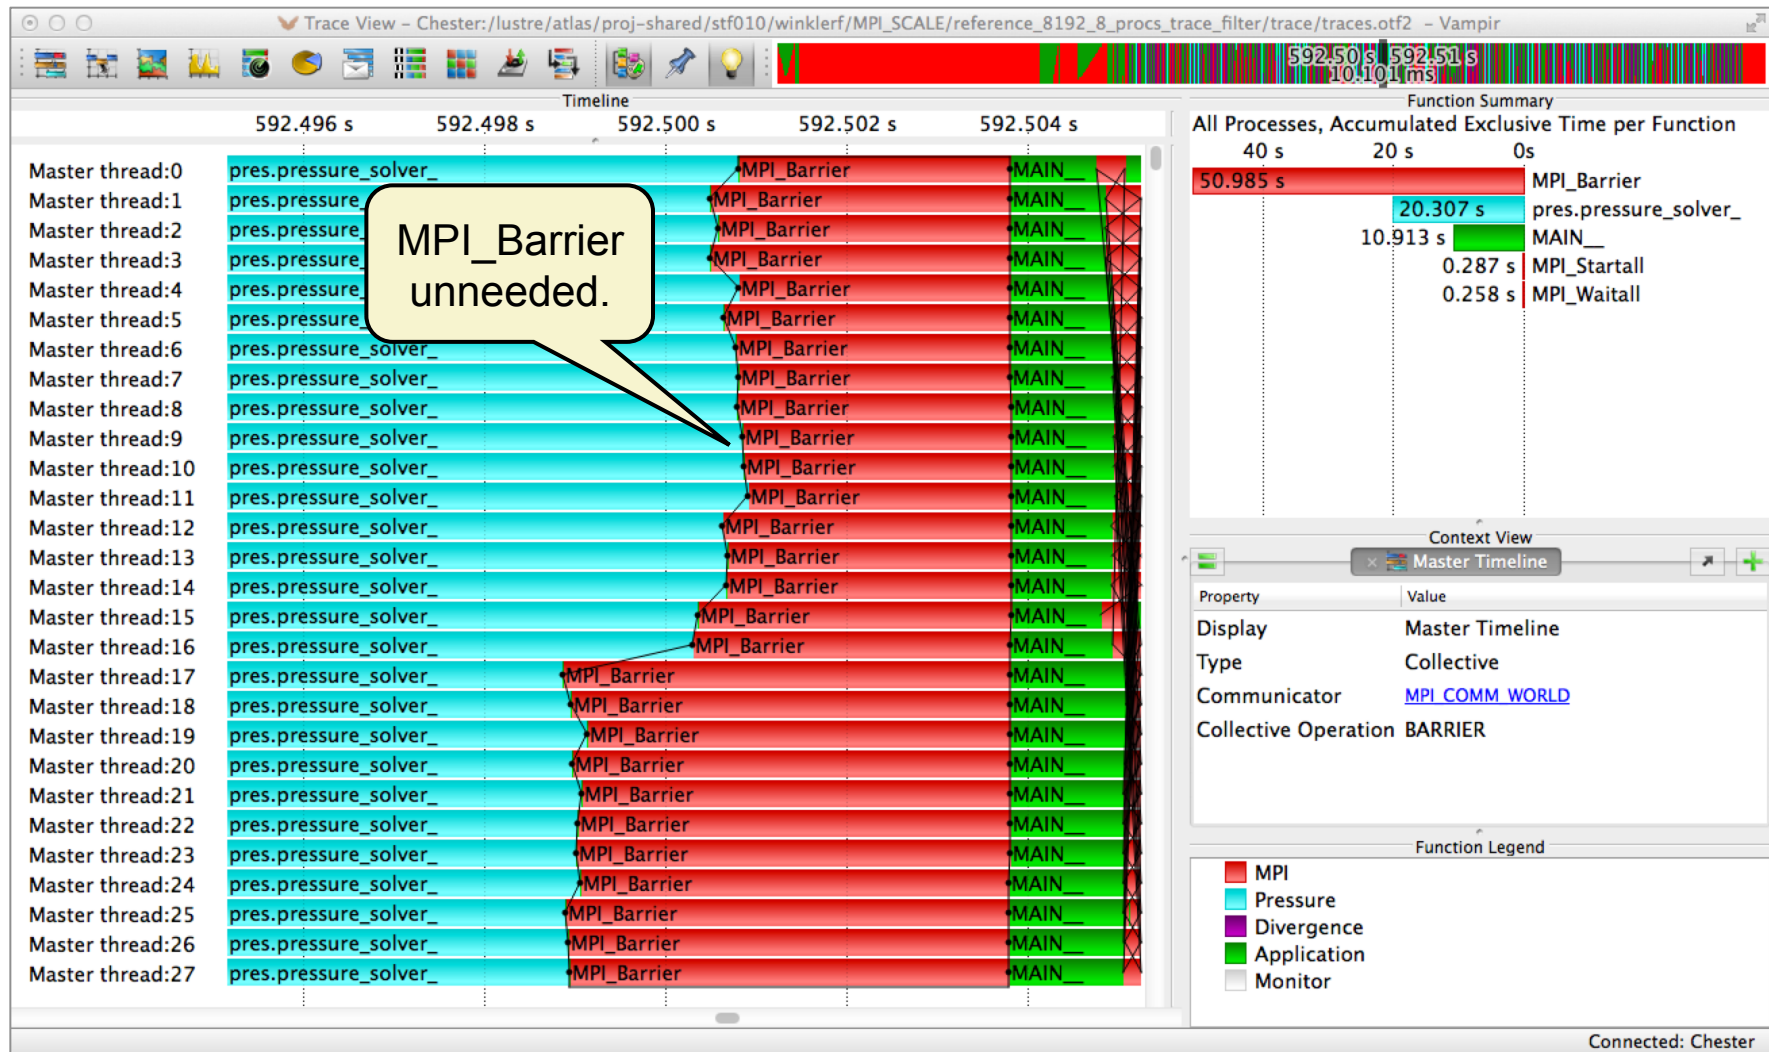 Trace View – Chester:/lustre/atlas/proj-shared/stf010/winklerf/MPI_SCALE/reference_8192_8_procs_trace_filter/trace/traces.otf2 – Vampir
592.50 s 592.51 s
10.101 ms
Timeline
592.496 s 592.498 s 592.500 s 592.502 s 592.504 s
Master thread:0 pres.pressure_solver_ MPI_Barrier MAIN__
Master thread:1 pres.pressure_ MPI_Barrier MAIN__
Master thread:2 pres.pressure_ MPI_Barrier MAIN__
Master thread:3 pres.pressure_ MPI_Barrier MAIN__
Master thread:4 pres.pressure_ MPI_Barrier MAIN__
Master thread:5 pres.pressure_ MPI_Barrier MAIN__
Master thread:6 pres.pressure_solver_ MPI_Barrier MAIN__
Master thread:7 pres.pressure_solver_ MPI_Barrier MAIN__
Master thread:8 pres.pressure_solver_ MPI_Barrier MAIN__
Master thread:9 pres.pressure_solver_ MPI_Barrier MAIN__
Master thread:10 pres.pressure_solver_ MPI_Barrier MAIN__
Master thread:11 pres.pressure_solver_ MPI_Barrier MAIN__
Master thread:12 pres.pressure_solver_ MPI_Barrier MAIN__
Master thread:13 pres.pressure_solver_ MPI_Barrier MAIN__
Master thread:14 pres.pressure_solver_ MPI_Barrier MAIN__
Master thread:15 pres.pressure_solver_ MPI_Barrier MAIN__
Master thread:16 pres.pressure_solver_ MPI_Barrier MAIN__
Master thread:17 pres.pressure_solver_ MPI_Barrier MAIN__
Master thread:18 pres.pressure_solver_ MPI_Barrier MAIN__
Master thread:19 pres.pressure_solver_ MPI_Barrier MAIN__
Master thread:20 pres.pressure_solver_ MPI_Barrier MAIN__
Master thread:21 pres.pressure_solver_ MPI_Barrier MAIN__
Master thread:22 pres.pressure_solver_ MPI_Barrier MAIN__
Master thread:23 pres.pressure_solver_ MPI_Barrier MAIN__
Master thread:24 pres.pressure_solver_ MPI_Barrier MAIN__
Master thread:25 pres.pressure_solver_ MPI_Barrier MAIN__
Master thread:26 pres.pressure_solver_ MPI_Barrier MAIN__
Master thread:27 pres.pressure_solver_ MPI_Barrier MAIN__
MPI_Barrier
unneeded.
Function Summary
All Processes, Accumulated Exclusive Time per Function
40 s 20 s 0s
50.985 s MPI_Barrier
20.307 s pres.pressure_solver_
10.913 s MAIN__
0.287 s MPI_Startall
0.258 s MPI_Waitall
Context View
Master Timeline
Property Value
Display Master Timeline
Type Collective
Communicator MPI_COMM_WORLD
Collective Operation BARRIER
Function Legend
MPI
Pressure
Divergence
Application
Monitor
Connected: Chester